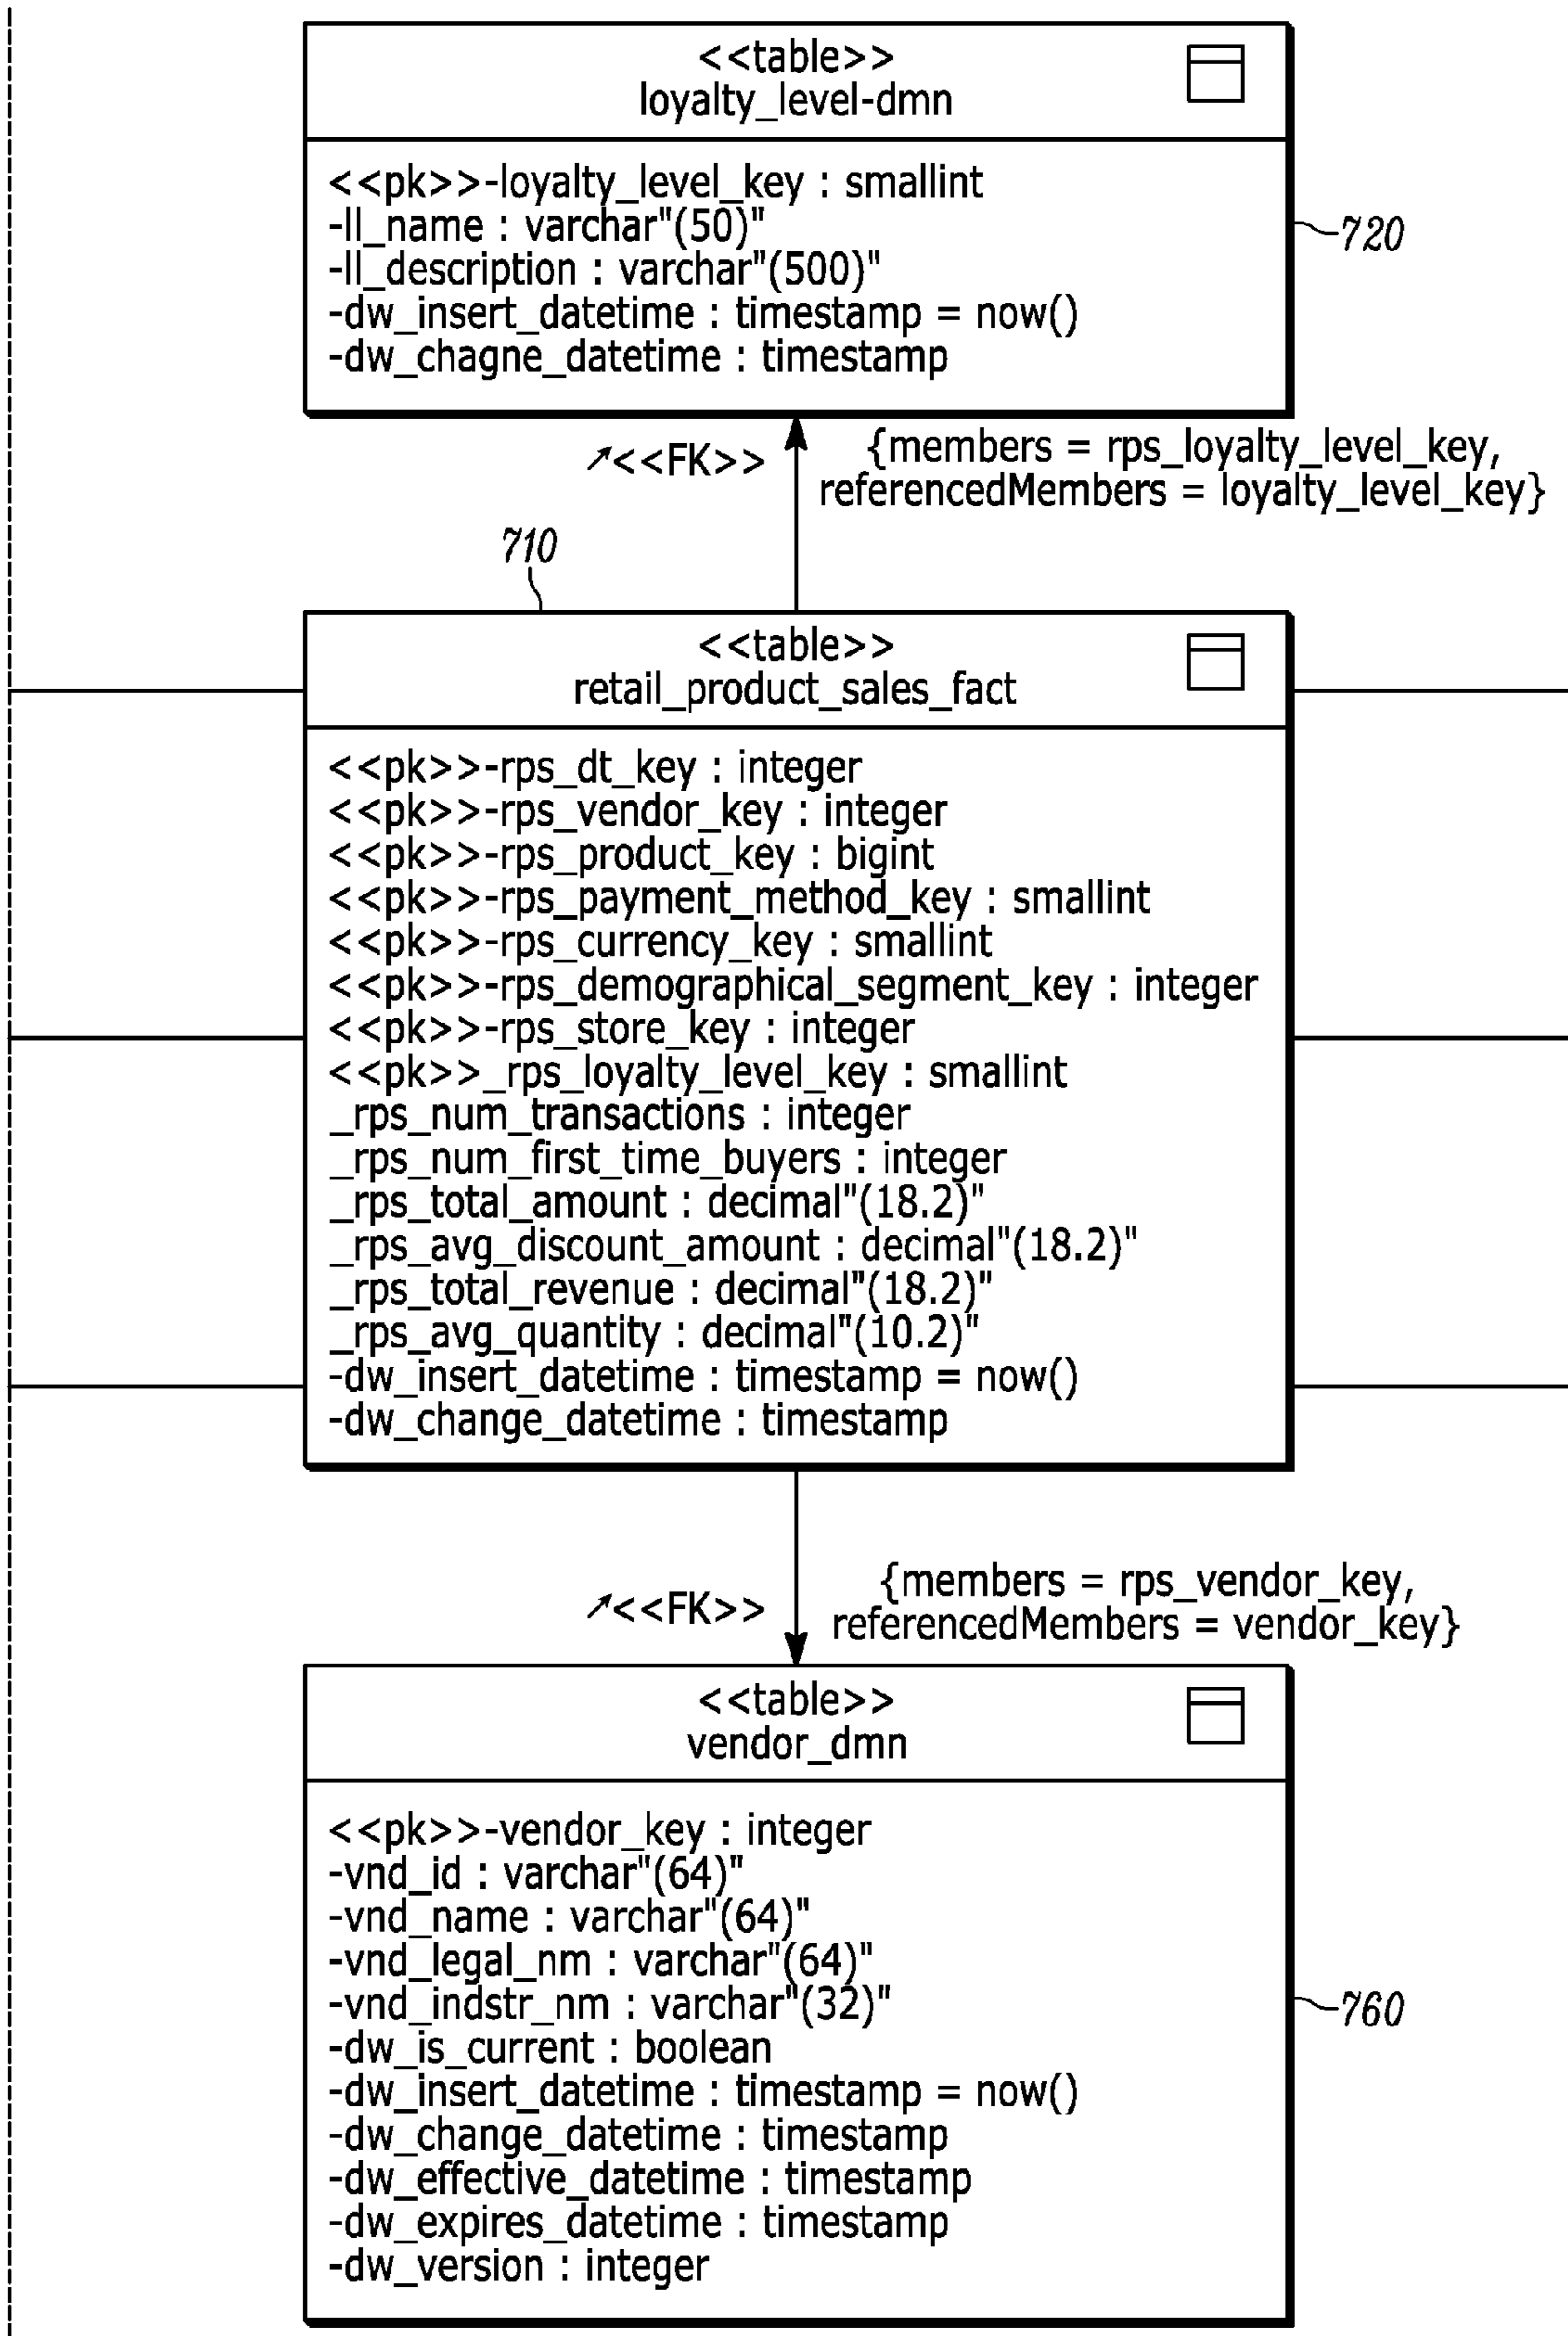 <<table>>
loyalty_level-dmn
<<pk>>-loyalty_level_key : smallint
-ll_name : varchar"(50)"
-ll_description : varchar"(500)"
-dw_insert_datetime : timestamp = now()
-dw_chagne_datetime : timestamp
720
<<FK>>
{members = rps_loyalty_level_key,
referencedMembers = loyalty_level_key}
710
<<table>>
retail_product_sales_fact
<<pk>>-rps_dt_key : integer
<<pk>>-rps_vendor_key : integer
<<pk>>-rps_product_key : bigint
<<pk>>-rps_payment_method_key : smallint
<<pk>>-rps_currency_key : smallint
<<pk>>-rps_demographical_segment_key : integer
<<pk>>-rps_store_key : integer
<<pk>>_rps_loyalty_level_key : smallint
_rps_num_transactions : integer
_rps_num_first_time_buyers : integer
_rps_total_amount : decimal"(18.2)"
_rps_avg_discount_amount : decimal"(18.2)"
_rps_total_revenue : decimal"(18.2)"
_rps_avg_quantity : decimal"(10.2)"
-dw_insert_datetime : timestamp = now()
-dw_change_datetime : timestamp
<<FK>>
{members = rps_vendor_key,
referencedMembers = vendor_key}
<<table>>
vendor_dmn
<<pk>>-vendor_key : integer
-vnd_id : varchar"(64)"
-vnd_name : varchar"(64)"
-vnd_legal_nm : varchar"(64)"
-vnd_indstr_nm : varchar"(32)"
-dw_is_current : boolean
-dw_insert_datetime : timestamp = now()
-dw_change_datetime : timestamp
-dw_effective_datetime : timestamp
-dw_expires_datetime : timestamp
-dw_version : integer
760